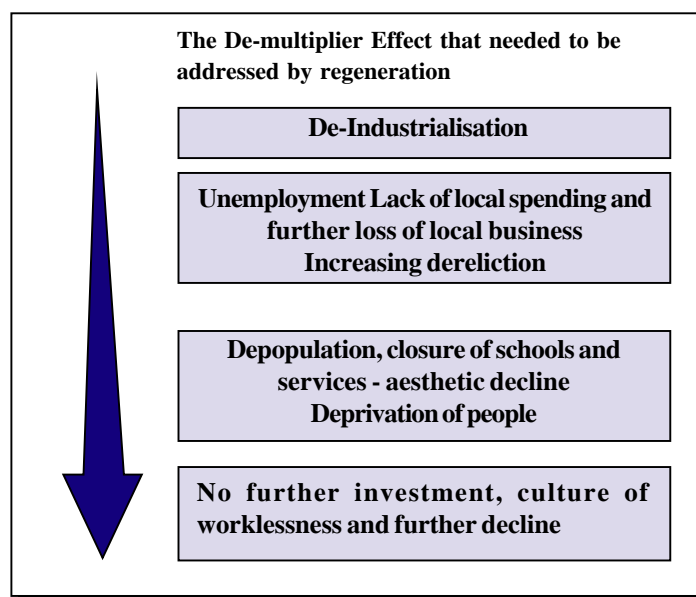 The De-multiplier Effect that needed to be
addressed by regeneration
De-Industrialisation
Unemployment Lack of local spending and
further loss of local business
Increasing dereliction
Depopulation, closure of schools and
services - aesthetic decline
Deprivation of people
No further investment, culture of
worklessness and further decline